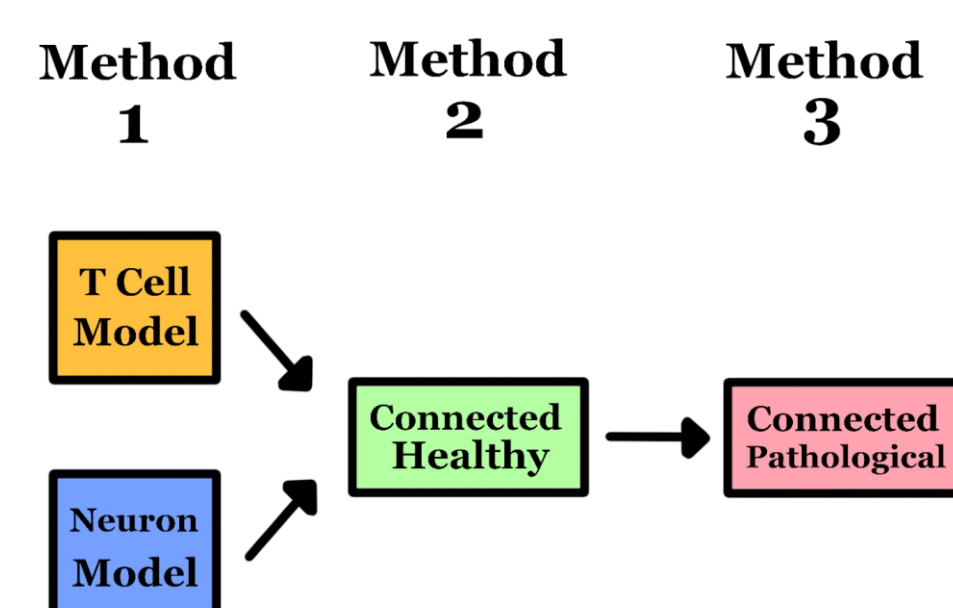 Method
1
Method
2
Method
3
T Cell
Model
Connected
Healthy
Connected
Pathological
Neuron
Model